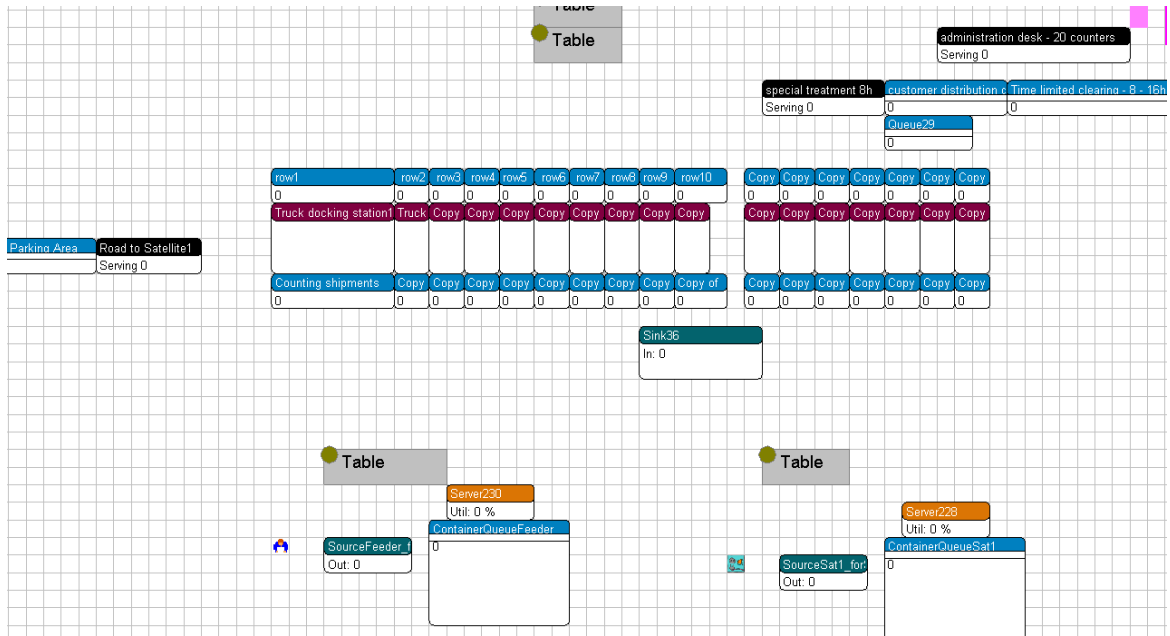 Table
Table
administration desk - 20 counters
Serving 0
special treatment 8h customer distribution c Time limited clearing - 8 - 16h
Serving 0 0 0
Queue29
0
row1 row2 row3 row4 row5 row6 row7 row8 row9 row10 Copy Copy Copy Copy Copy Copy Copy
0 0 0 0 0 0 0 0 0 0 0 0 0 0 0 0 0
Truck docking station1 Truck Copy Copy Copy Copy Copy Copy Copy Copy Copy Copy Copy Copy Copy Copy Copy
Parking Area Road to Satellite1
Serving 0
Counting shipments Copy Copy Copy Copy Copy Copy Copy Copy Copy of Copy Copy Copy Copy Copy Copy Copy
0 0 0 0 0 0 0 0 0 0 0 0 0 0 0 0 0
Sink36
In: 0
Table Table
Server230
Util: 0 %
Server228
Util: 0 %
ContainerQueueFeeder
0
SourceFeeder_f
Out: 0
ContainerQueueSat1
0
SourceSat1_for
Out: 0